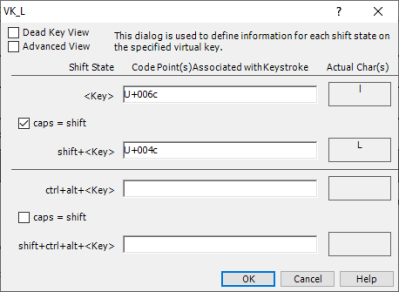 VK_L
Dead Key View
Advanced View
This dialog is used to define information for each shift state on
the specified virtual key.
Shift State Code Point(s) Associated with Keystroke Actual Char(s)
<Key> U+006c l
caps = shift
shift+<Key> U+004c L
ctrl+alt+<Key>
caps = shift
shift+ctrl+alt+<Key>
OK Cancel Help